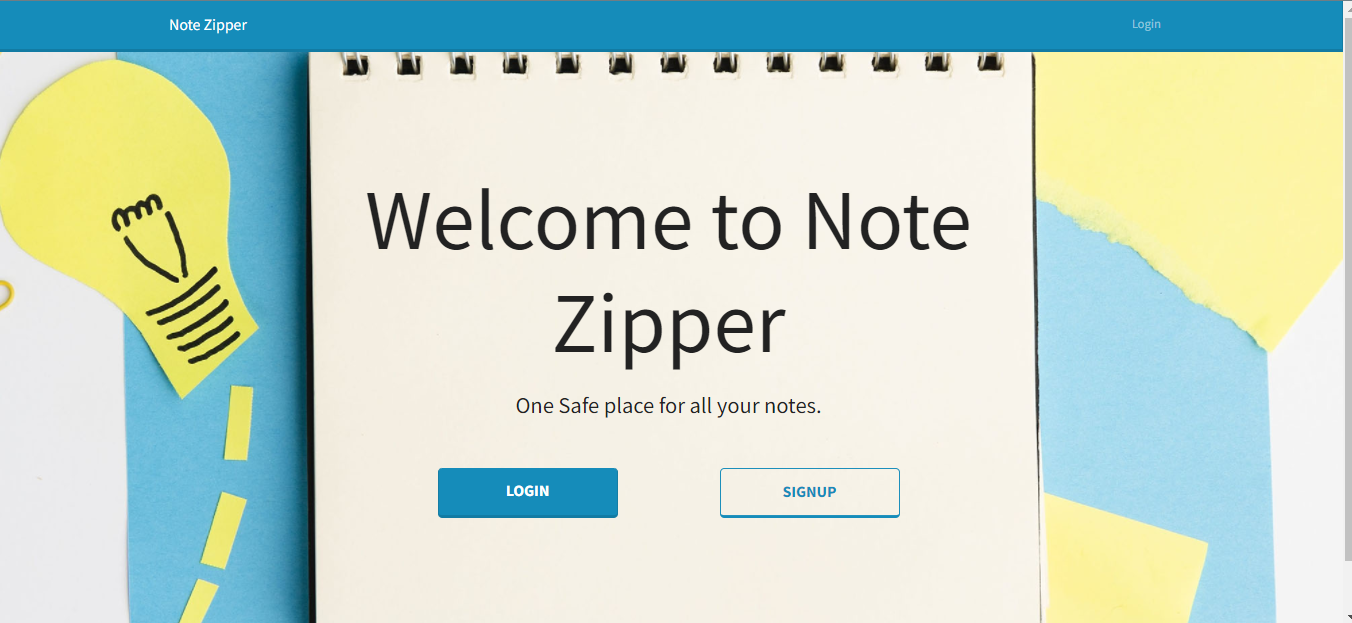 Note Zipper
Login
Welcome to Note
Zipper
One Safe place for all your notes.
LOGIN
SIGNUP